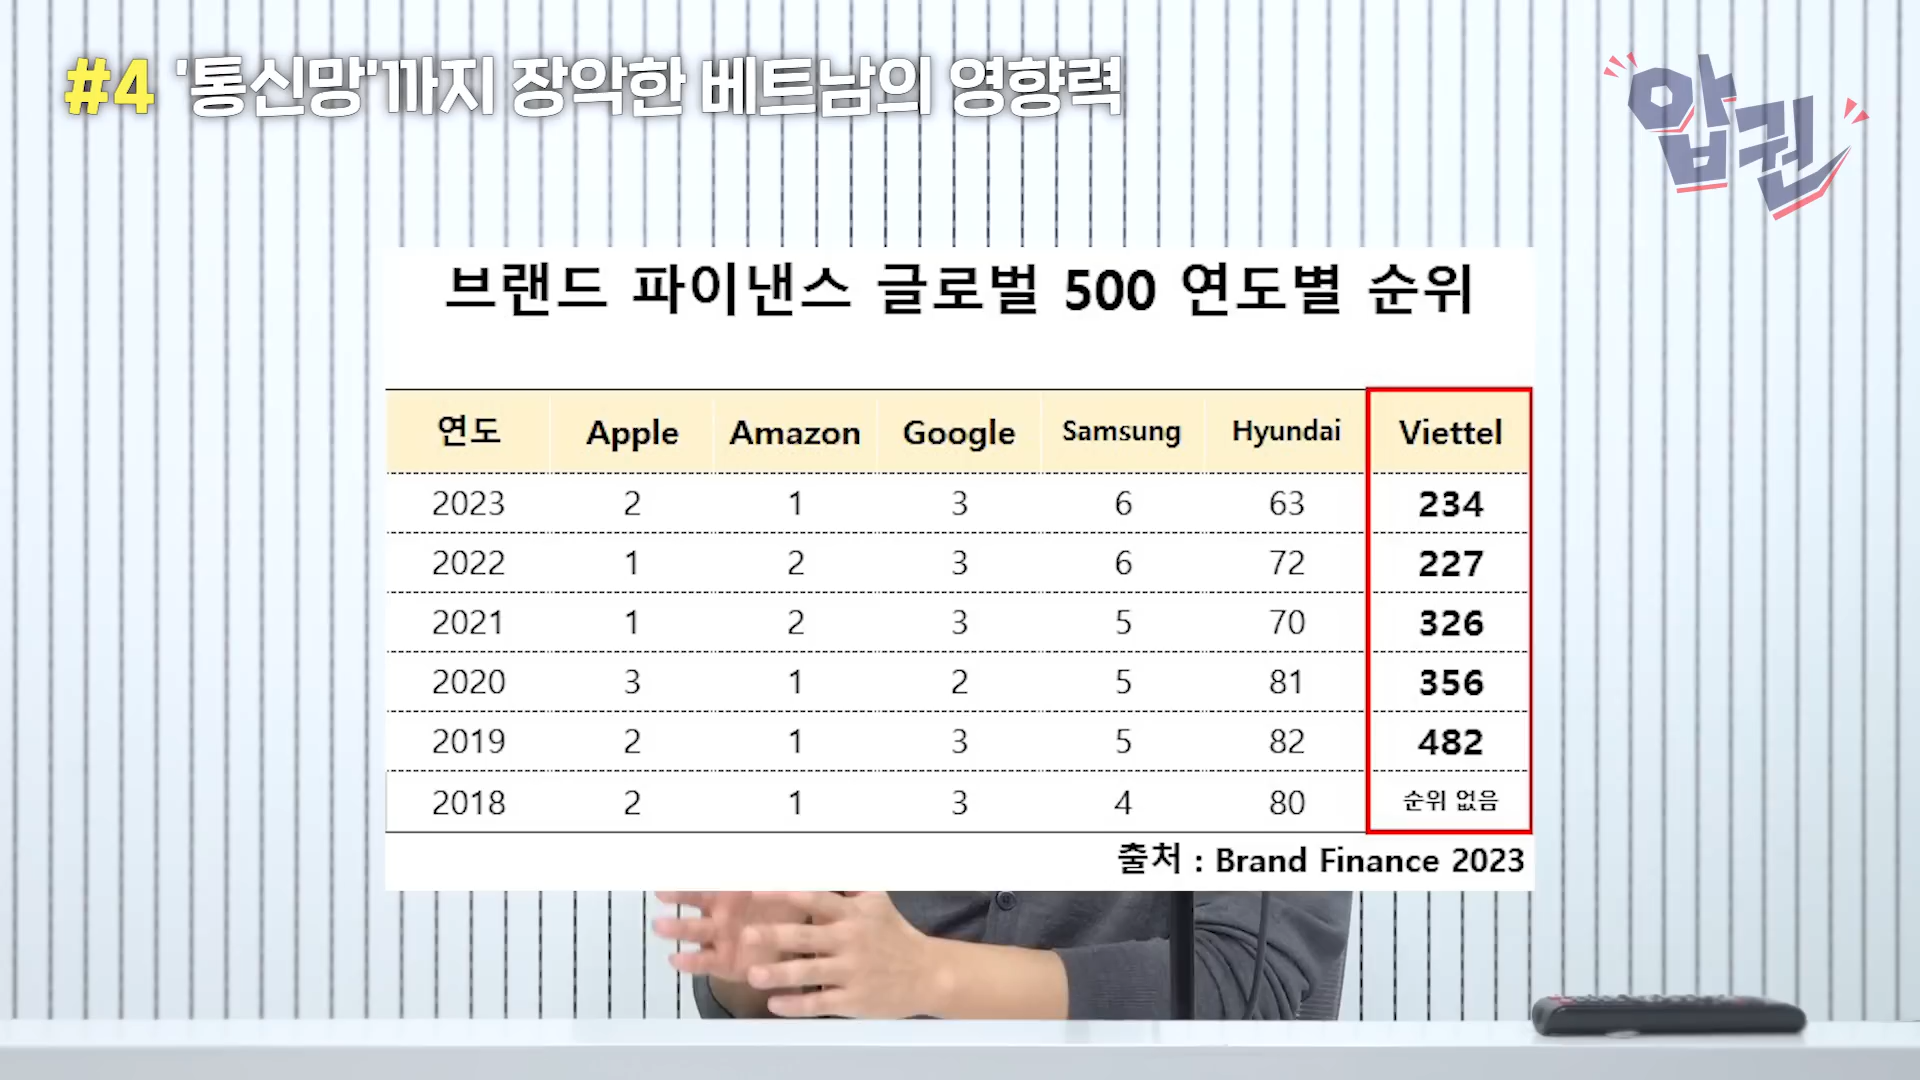 #4 '통신망'까지 장악한 베트남의 영향력
압권
브랜드 파이낸스 글로벌 500 연도별 순위
연도 Apple Amazon Google Samsung Hyundai Viettel
2023 2 1 3 6 63 234
2022 1 2 3 6 72 227
2021 1 2 3 5 70 326
2020 3 1 2 5 81 356
2019 2 1 3 5 82 482
2018 2 1 3 4 80 순위 없음
출처 : Brand Finance 2023